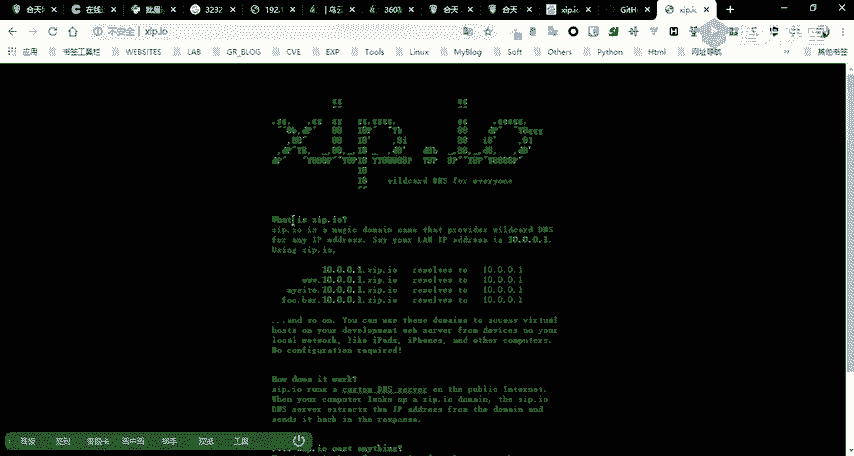 合天
在线
批量
3232
192.1
| 乌云
360
合天
合天
xip.io
GitHu
xip.ic
不安全 | xip.io
应用 书签工具栏 WEBSITES LAB GR_BLOG CVE EXP Tools Linux MyBlog Soft Others Python Html 网址导航 » 其他书签
wildcard DNS for everyone
What is xip.io?
xip.io is a magic domain name that provides wildcard DNS
for any IP address. Say your LAN IP address is 10.0.0.1.
Using xip.io,
10.0.0.1.xip.io resolves to 10.0.0.1
www.10.0.0.1.xip.io resolves to 10.0.0.1
mysite.10.0.0.1.xip.io resolves to 10.0.0.1
foo.bar.10.0.0.1.xip.io resolves to 10.0.0.1
...and so on. You can use these domains to access virtual
hosts on your development web server from devices on your
local network, like iPads, iPhones, and other computers.
No configuration required!
How does it work?
xip.io runs a custom DNS server on the public Internet.
When your computer looks up a xip.io domain, the xip.io
DNS server extracts the IP address from the domain and
sends it back in the response.
xip.io cost anything?
签到 答题卡 画中画 举手 工具